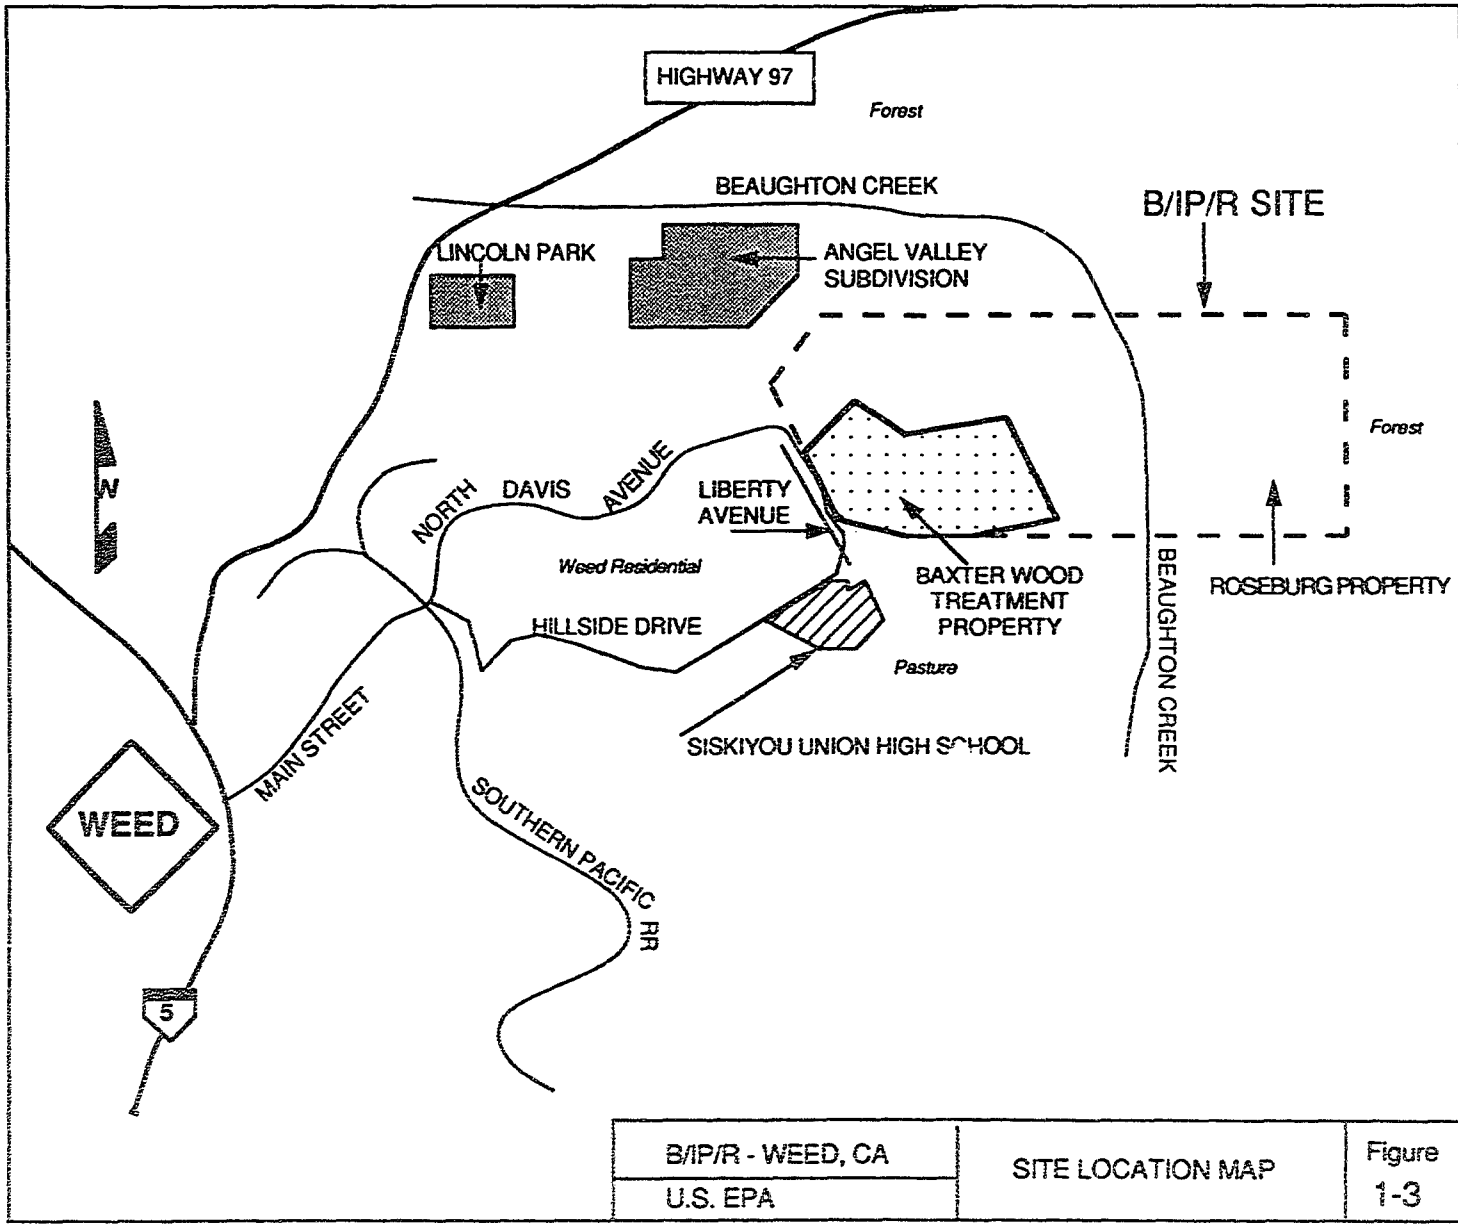 HIGHWAY 97
Forest
BEAUGHTON CREEK
B/IP/R SITE
LINCOLN PARK
ANGEL VALLEY
SUBDIVISION
Forest
N
NORTH DAVIS AVENUE
LIBERTY
AVENUE
Weed Residential
BAXTER WOOD
TREATMENT
PROPERTY
ROSEBURG PROPERTY
HILLSIDE DRIVE
Pasture
BEAUGHTON CREEK
MAIN STREET
SISKIYOU UNION HIGH SCHOOL
WEED
SOUTHERN PACIFIC RR
5
B/IP/R - WEED, CA
U.S. EPA
SITE LOCATION MAP
Figure
1-3